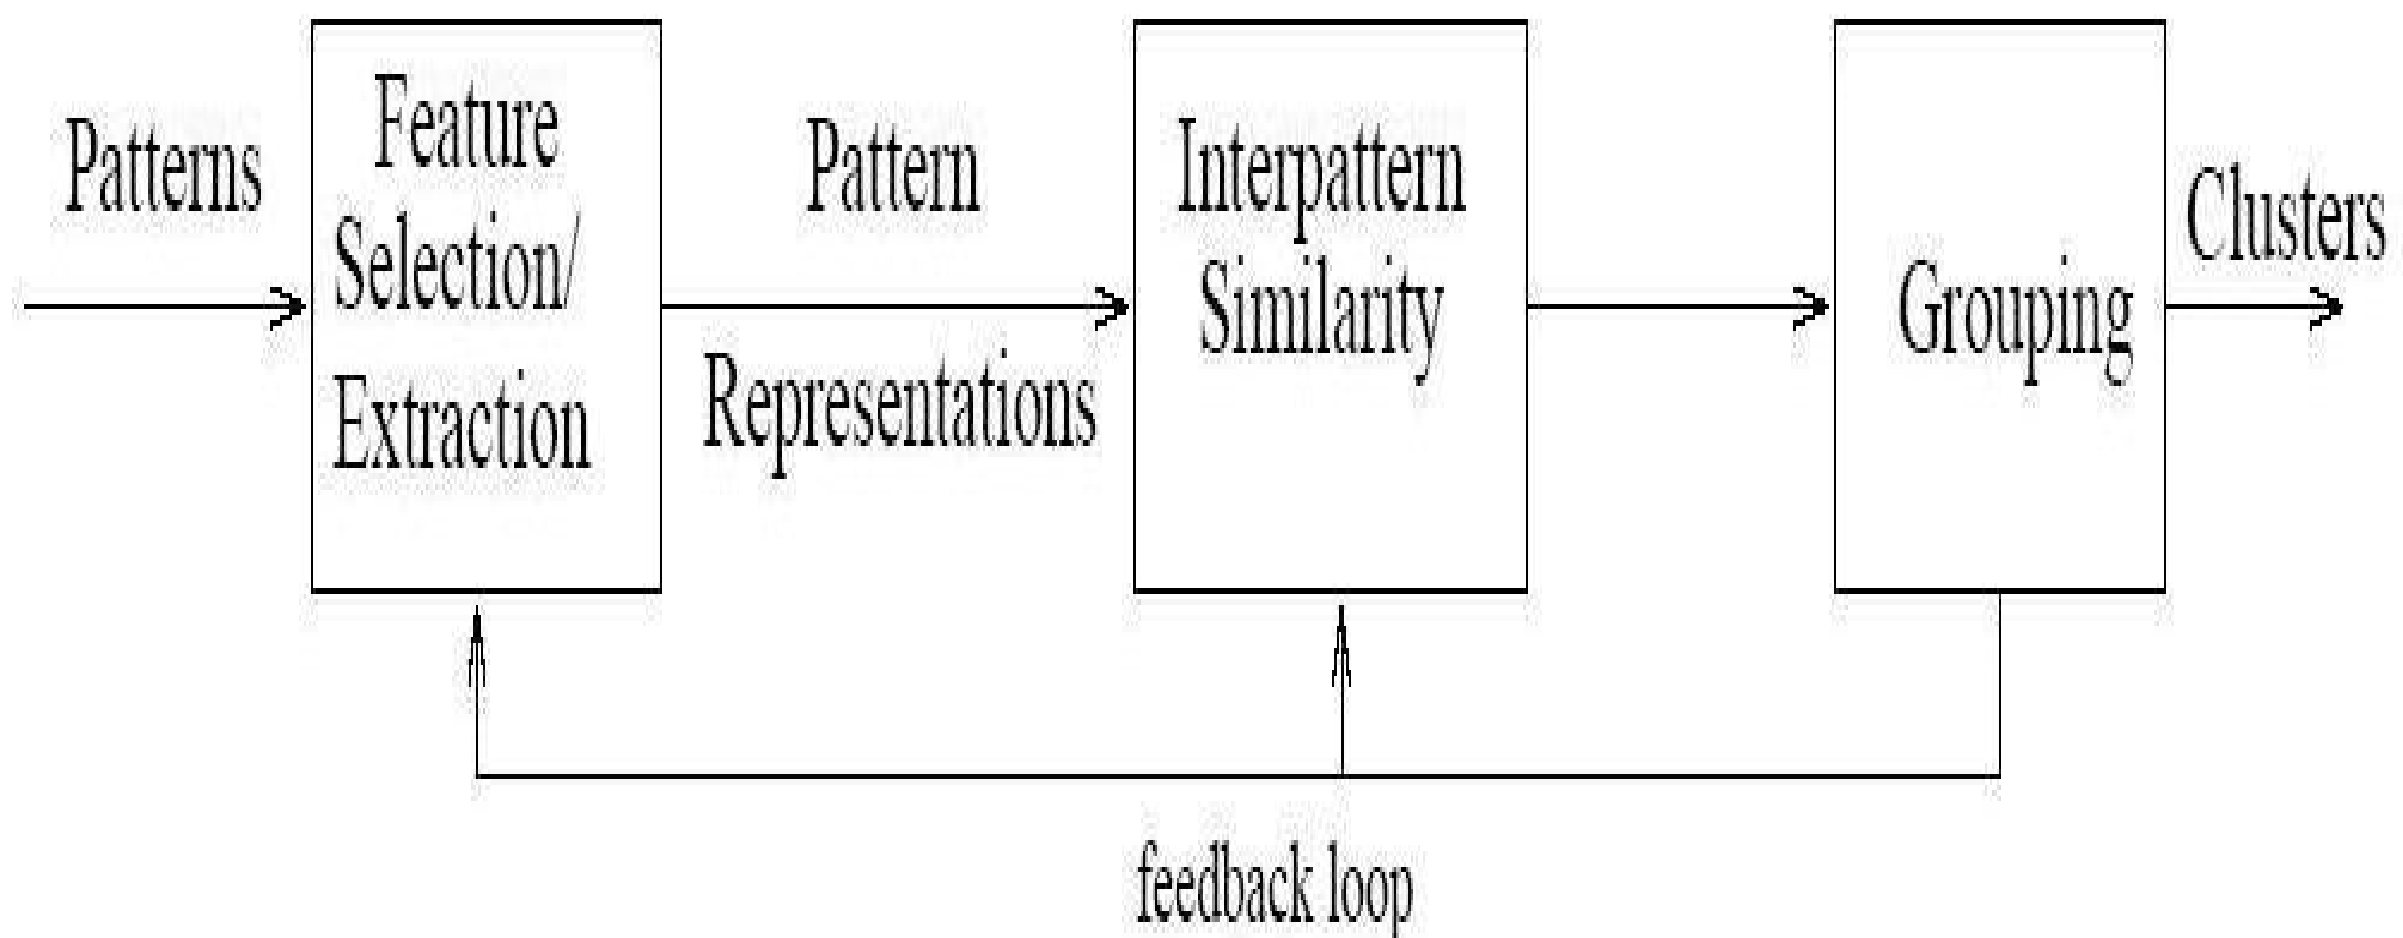 Patterns
Feature
Selection/
Extraction
Pattern
Representations
Interpattern
Similarity
Grouping
Clusters
feedback loop